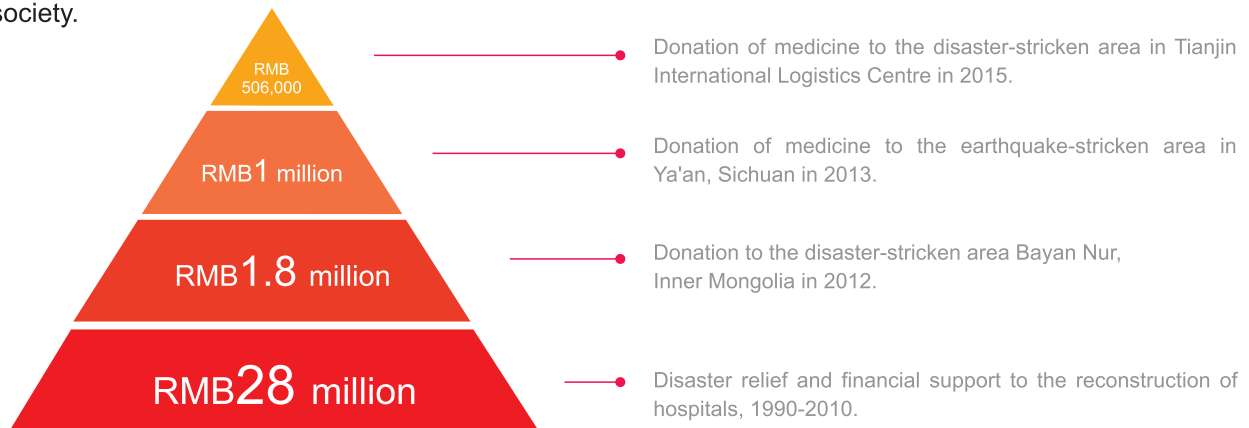 society.
RMB
506,000
Donation of medicine to the disaster-stricken area in Tianjin
International Logistics Centre in 2015.
RMB1 million
Donation of medicine to the earthquake-stricken area in
Ya'an, Sichuan in 2013.
RMB1.8 million
Donation to the disaster-stricken area Bayan Nur,
Inner Mongolia in 2012.
RMB28 million
Disaster relief and financial support to the reconstruction of
hospitals, 1990-2010.